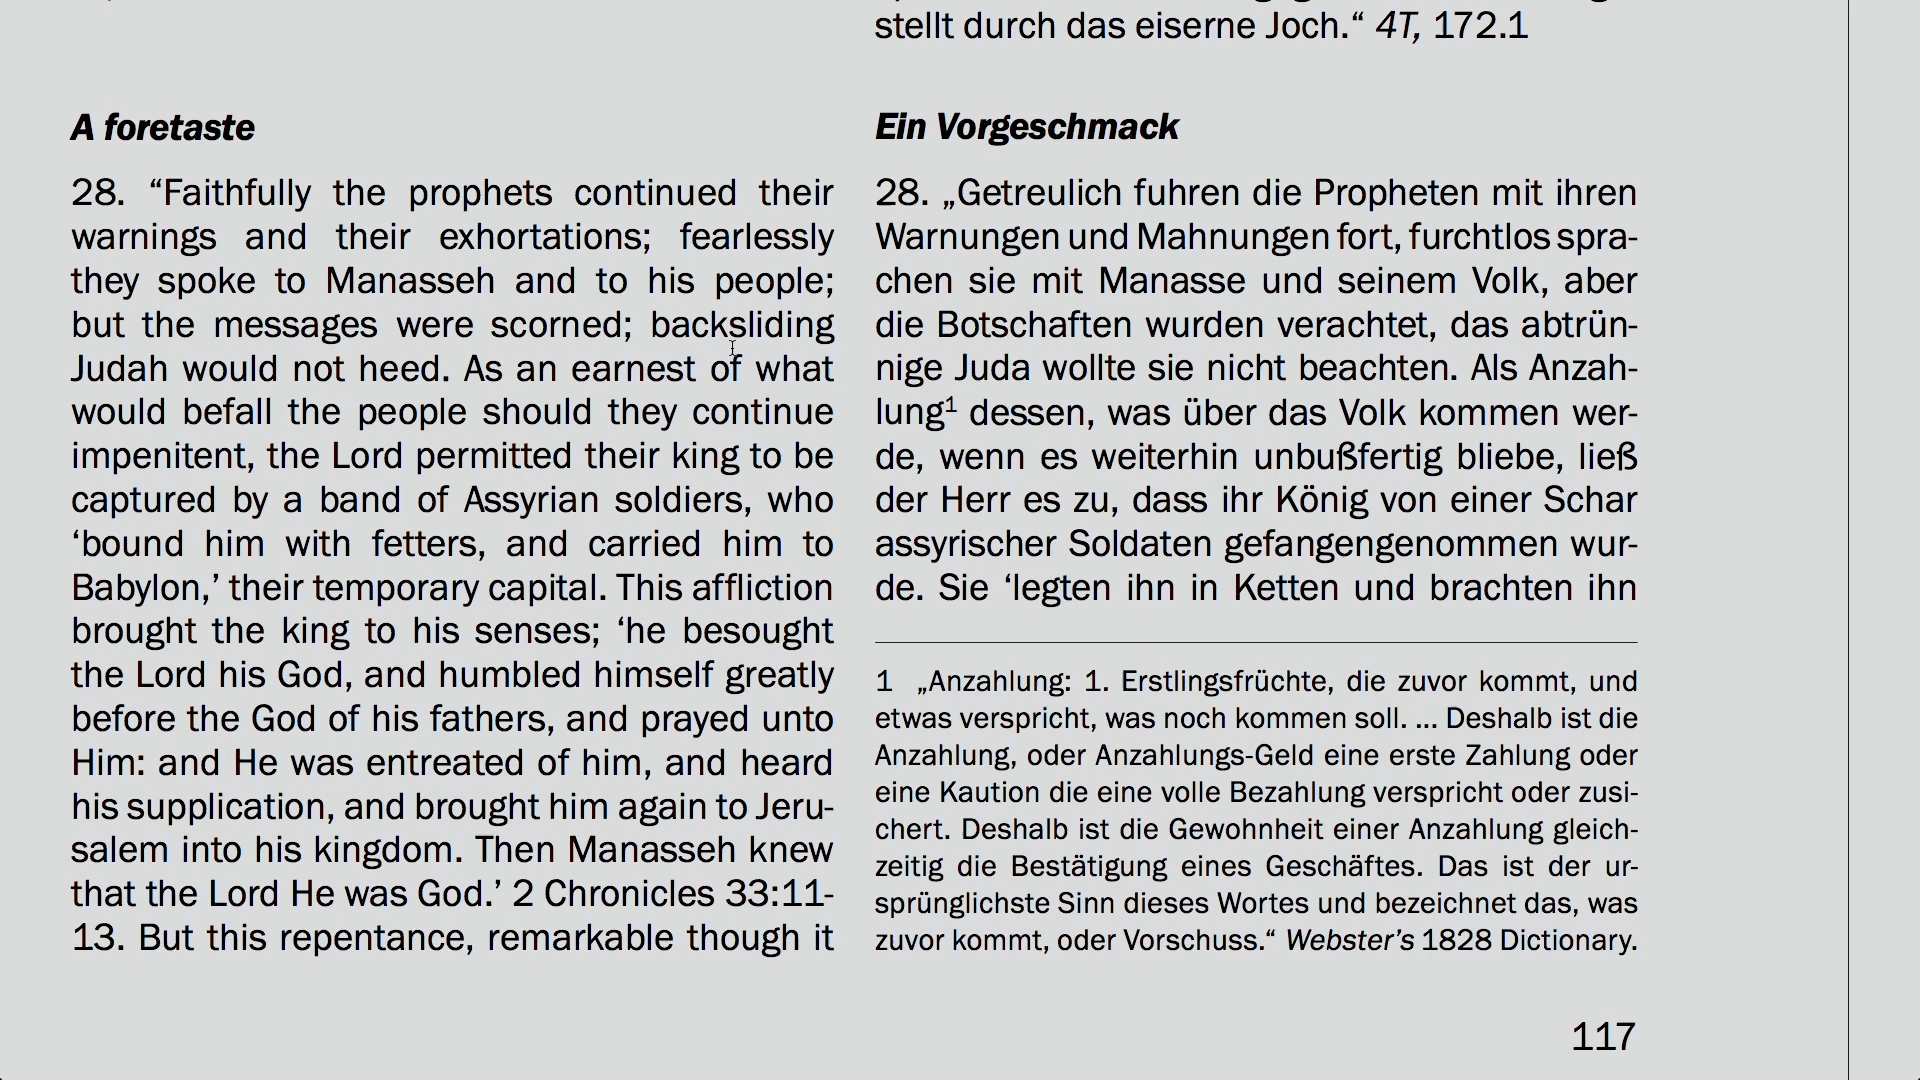 A foretaste
28. “Faithfully the prophets continued their
warnings and their exhortations; fearlessly
they spoke to Manasseh and to his people;
but the messages were scorned; backsliding
Judah would not heed. As an earnest of what
would befall the people should they continue
impenitent, the Lord permitted their king to be
captured by a band of Assyrian soldiers, who
‘bound him with fetters, and carried him to
Babylon,’ their temporary capital. This affliction
brought the king to his senses; ‘he besought
the Lord his God, and humbled himself greatly
before the God of his fathers, and prayed unto
Him: and He was entreated of him, and heard
his supplication, and brought him again to Jeru-
salem into his kingdom. Then Manasseh knew
that the Lord He was God.’ 2 Chronicles 33:11-
13. But this repentance, remarkable though it
stellt durch das eiserne Joch.“ 4T, 172.1
Ein Vorgeschmack
28. „Getreulich fuhren die Propheten mit ihren
Warnungen und Mahnungen fort, furchtlos spra-
chen sie mit Manasse und seinem Volk, aber
die Botschaften wurden verachtet, das abtrün-
nige Juda wollte sie nicht beachten. Als Anzah-
lung¹ dessen, was über das Volk kommen wer-
de, wenn es weiterhin unbußfertig bliebe, ließ
der Herr es zu, dass ihr König von einer Schar
assyrischer Soldaten gefangengenommen wur-
de. Sie ‘legten ihn in Ketten und brachten ihn
1 „Anzahlung: 1. Erstlingsfrüchte, die zuvor kommt, und
etwas verspricht, was noch kommen soll. ... Deshalb ist die
Anzahlung, oder Anzahlungs-Geld eine erste Zahlung oder
eine Kaution die eine volle Bezahlung verspricht oder zusi-
chert. Deshalb ist die Gewohnheit einer Anzahlung gleich-
zeitig die Bestätigung eines Geschäftes. Das ist der ur-
sprünglichste Sinn dieses Wortes und bezeichnet das, was
zuvor kommt, oder Vorschuss.“ Webster’s 1828 Dictionary.
117